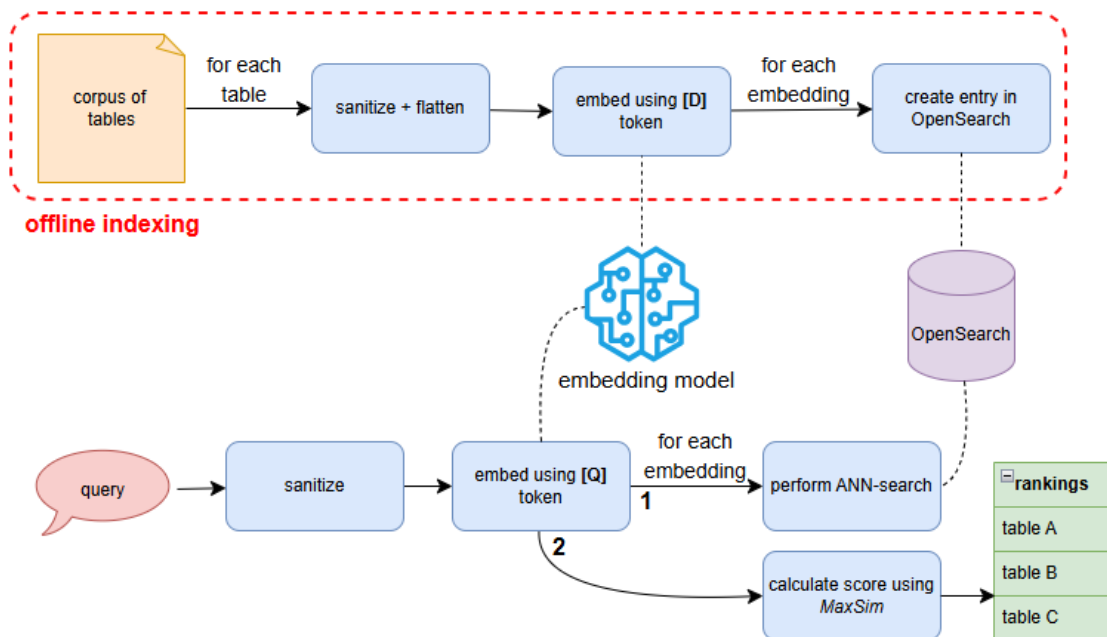 corpus of
tables
for each
table
sanitize + flatten
embed using [D]
token
for each
embedding
create entry in
OpenSearch
offline indexing
embedding model
OpenSearch
query
sanitize
embed using [Q]
token
for each
embedding
1
perform ANN-search
2
calculate score using
MaxSim
rankings
table A
table B
table C